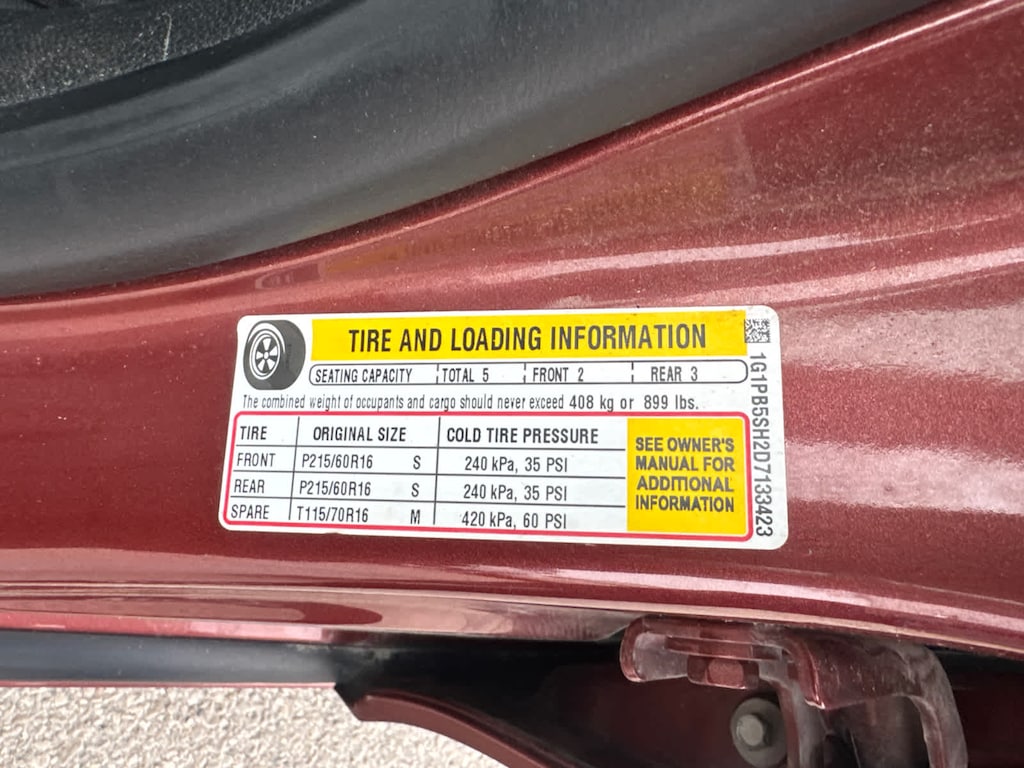 TIRE AND LOADING INFORMATION
SEATING CAPACITY TOTAL 5 FRONT 2 REAR 3
The combined weight of occupants and cargo should never exceed 408 kg or 899 lbs.
TIRE ORIGINAL SIZE COLD TIRE PRESSURE
FRONT P215/60R16 S 240 kPa, 35 PSI
REAR P215/60R16 S 240 kPa, 35 PSI
SPARE T115/70R16 M 420 kPa, 60 PSI
SEE OWNER'S
MANUAL FOR
ADDITIONAL
INFORMATION
1G1PB5SH2D7133423